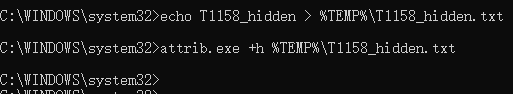 C:\WINDOWS\system32>echo T1158_hidden > %TEMP%\T1158_hidden.txt
C:\WINDOWS\system32>attrib.exe +h %TEMP%\T1158_hidden.txt
C:\WINDOWS\system32>